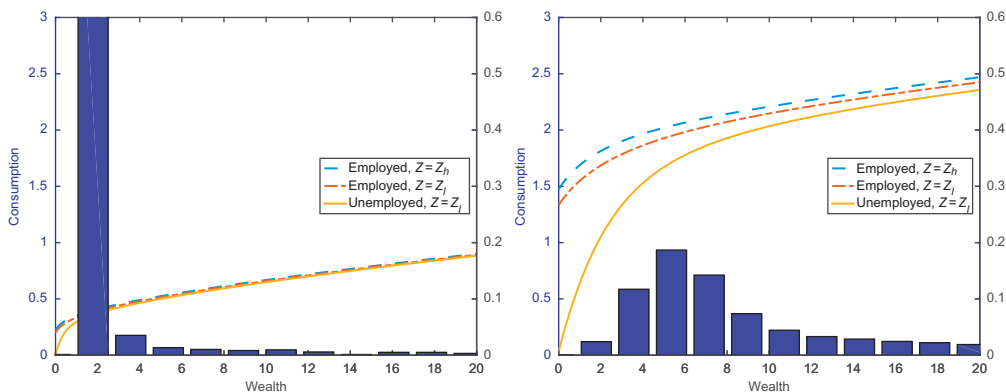 3
2.5
2
1.5
1
0.5
0
Consumption
0 2 4 6 8 10 12 14 16 18 20
Wealth
0.6
0.5
0.4
0.3
0.2
0.1
0
Employed, Z = Z_h
Employed, Z = Z_l
Unemployed, Z = Z_l
3
2.5
2
1.5
1
0.5
0
Consumption
0 2 4 6 8 10 12 14 16 18 20
Wealth
0.6
0.5
0.4
0.3
0.2
0.1
0
Employed, Z = Z_h
Employed, Z = Z_l
Unemployed, Z = Z_l